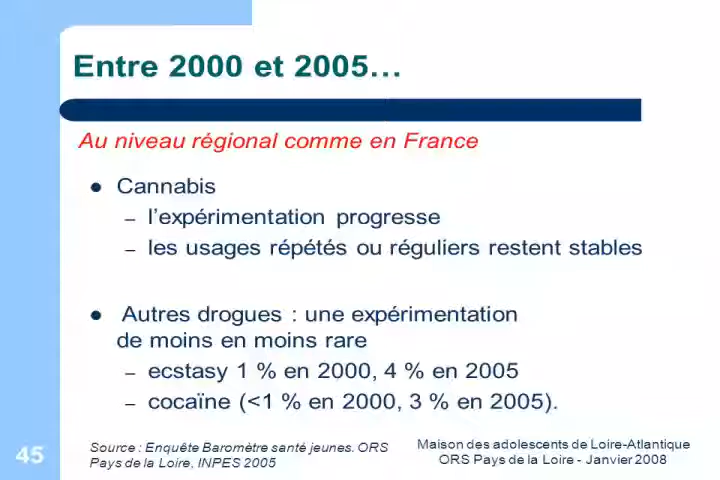 Entre 2000 et 2005…
Au niveau régional comme en France
● Cannabis
– l’expérimentation progresse
– les usages répétés ou réguliers restent stables
● Autres drogues : une expérimentation
de moins en moins rare
– ecstasy 1 % en 2000, 4 % en 2005
– cocaïne (<1 % en 2000, 3 % en 2005).
45
Source : Enquête Baromètre santé jeunes. ORS
Pays de la Loire, INPES 2005
Maison des adolescents de Loire-Atlantique
ORS Pays de la Loire - Janvier 2008